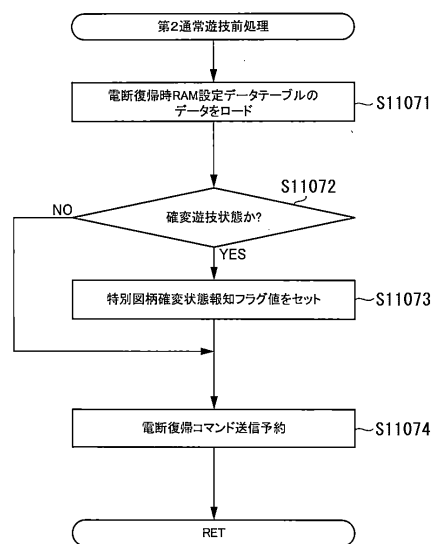 第2通常遊技前処理
電断復帰時RAM設定データテーブルの
データをロード
S11071
S11072
確変遊技状態か?
NO
YES
特別図柄確変状態報知フラグ値をセット
S11073
電断復帰コマンド送信予約
S11074
RET